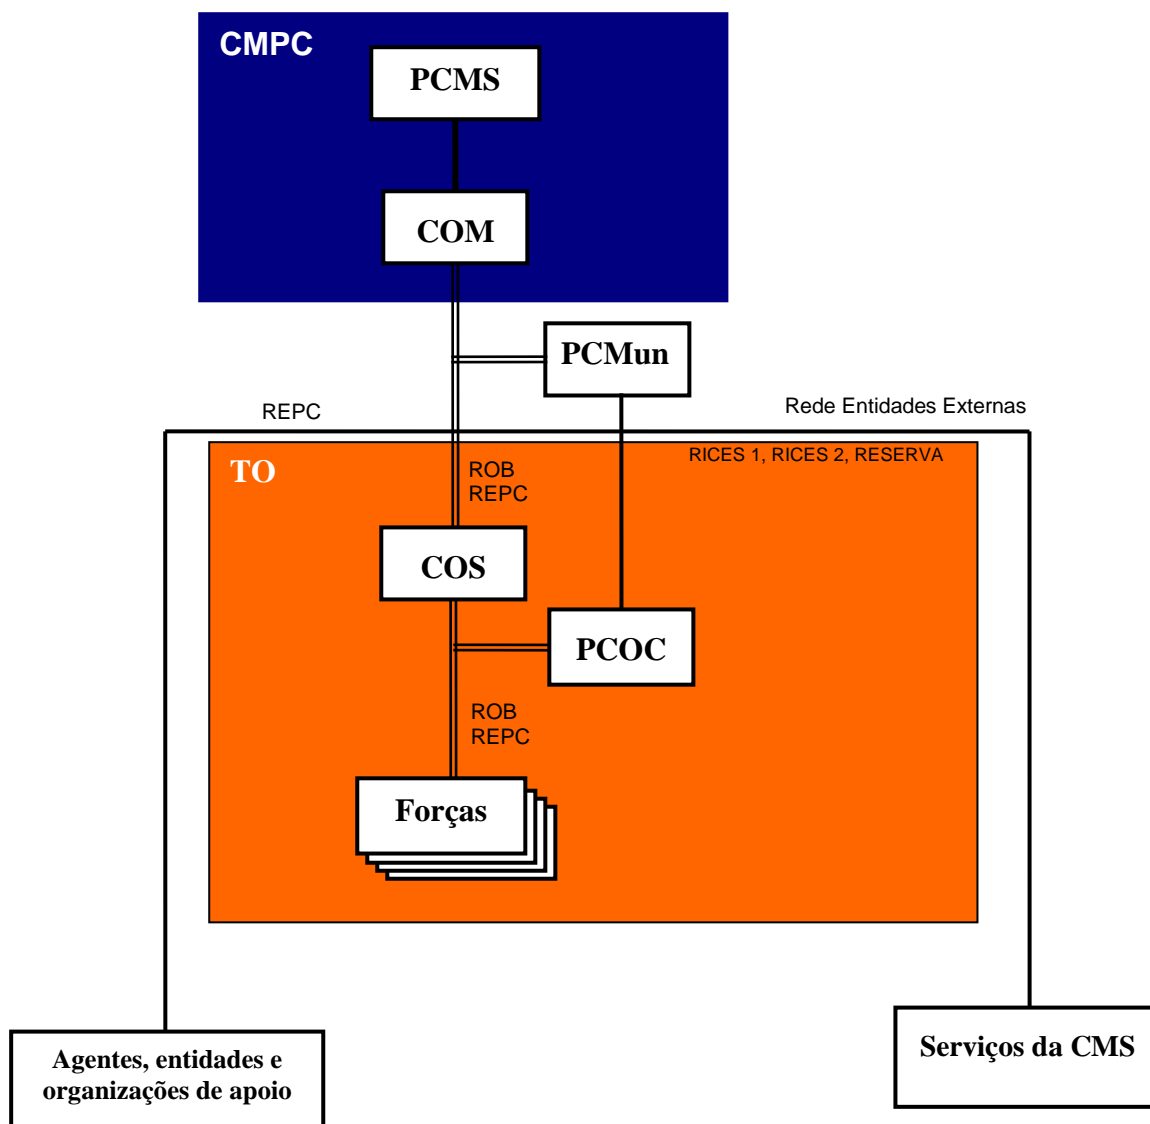 CMPC
PCMS
COM
PCMun
REPC
Rede Entidades Externas
RICES 1, RICES 2, RESERVA
TO
ROB
REPC
COS
PCOC
ROB
REPC
Forças
Agentes, entidades e
organizações de apoio
Serviços da CMS